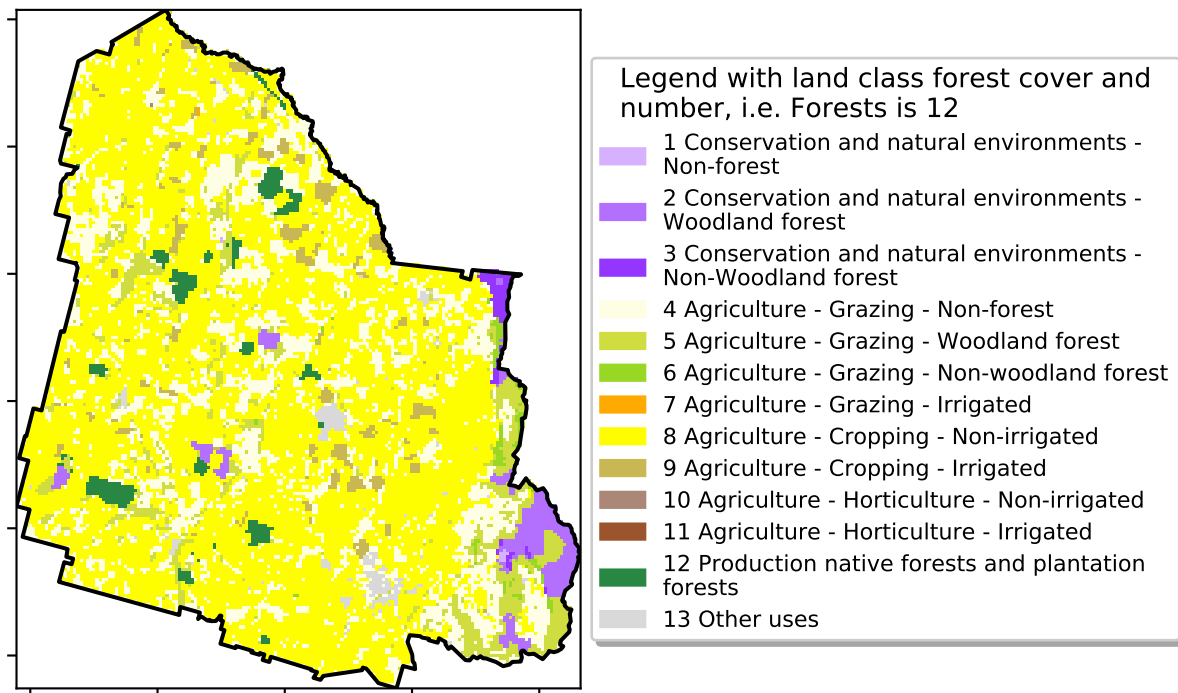 Legend with land class forest cover and
number, i.e. Forests is 12
1 Conservation and natural environments -
Non-forest
2 Conservation and natural environments -
Woodland forest
3 Conservation and natural environments -
Non-Woodland forest
4 Agriculture - Grazing - Non-forest
5 Agriculture - Grazing - Woodland forest
6 Agriculture - Grazing - Non-woodland forest
7 Agriculture - Grazing - Irrigated
8 Agriculture - Cropping - Non-irrigated
9 Agriculture - Cropping - Irrigated
10 Agriculture - Horticulture - Non-irrigated
11 Agriculture - Horticulture - Irrigated
12 Production native forests and plantation
forests
13 Other uses